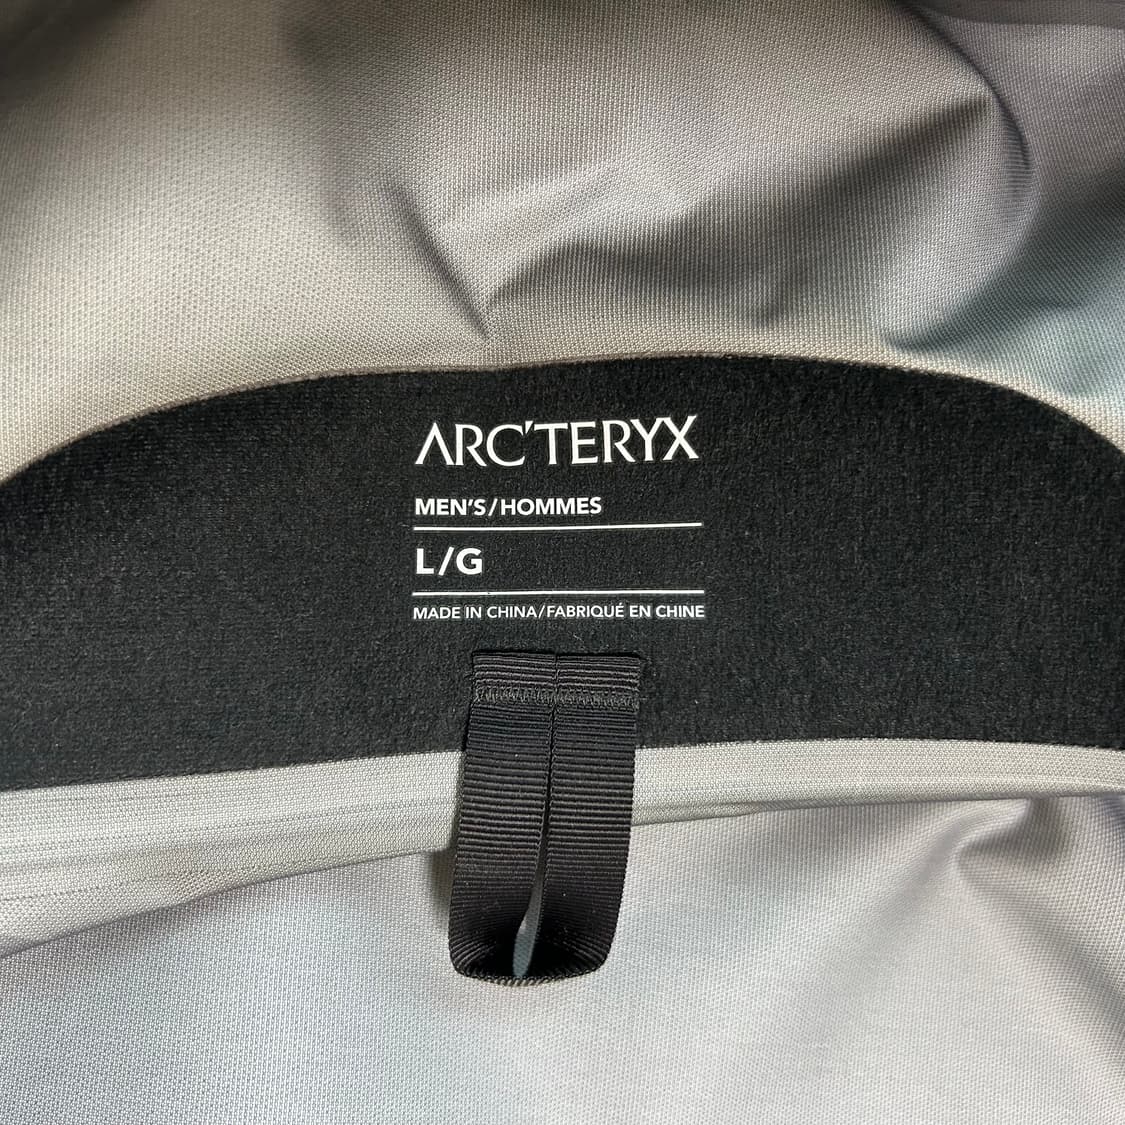 ARC'TERYX
MEN'S/HOMMES
L/G
MADE IN CHINA/FABRIQUÉ EN CHINE